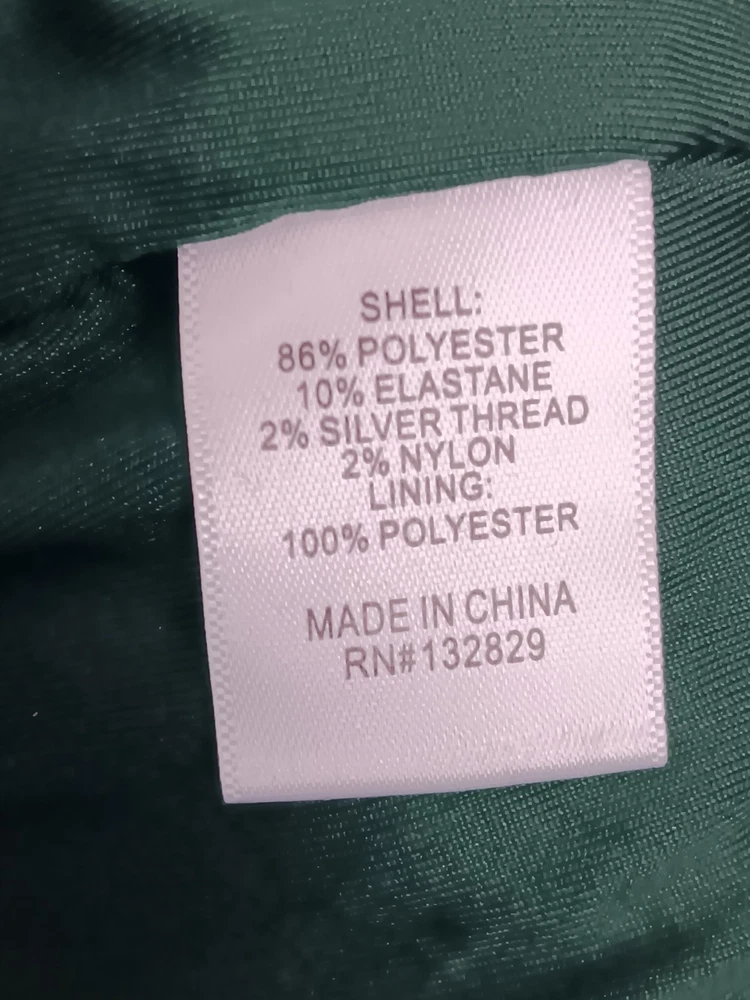 SHELL:
86% POLYESTER
10% ELASTANE
2% SILVER THREAD
2% NYLON
LINING:
100% POLYESTER
MADE IN CHINA
RN#132829